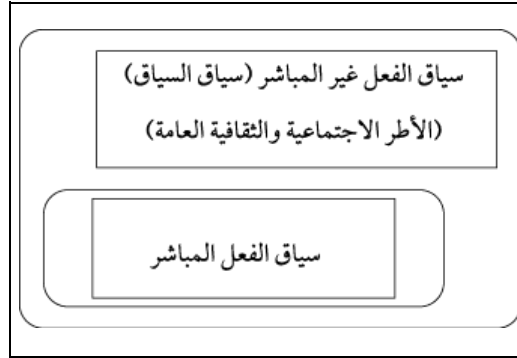 سياق الفعل غير المباشر (سياق السياق)
(الأطر الاجتماعية والثقافية العامة)
سياق الفعل المباشر